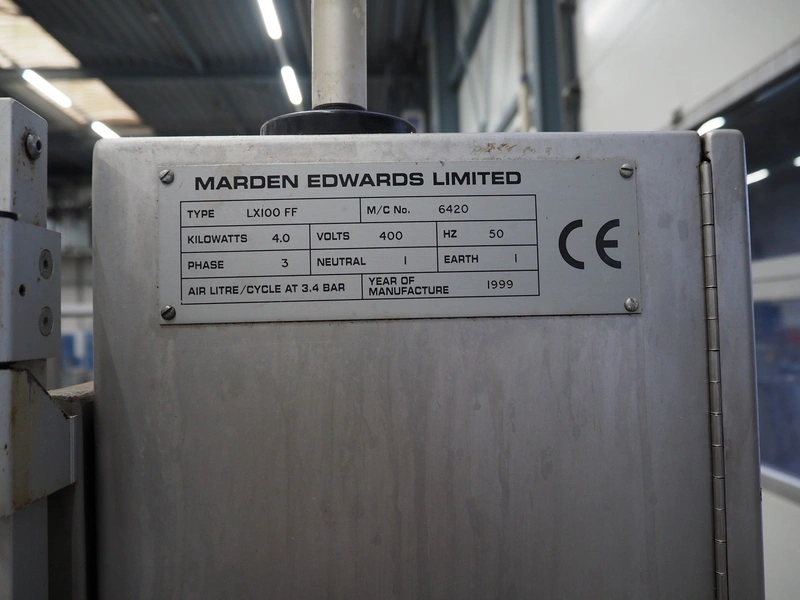 MARDEN EDWARDS LIMITED
TYPE LX100 FF M/C No. 6420
KILOWATTS 4.0 VOLTS 400 HZ 50
PHASE 3 NEUTRAL 1 EARTH 1
AIR LITRE/CYCLE AT 3.4 BAR YEAR OF MANUFACTURE 1999
CE